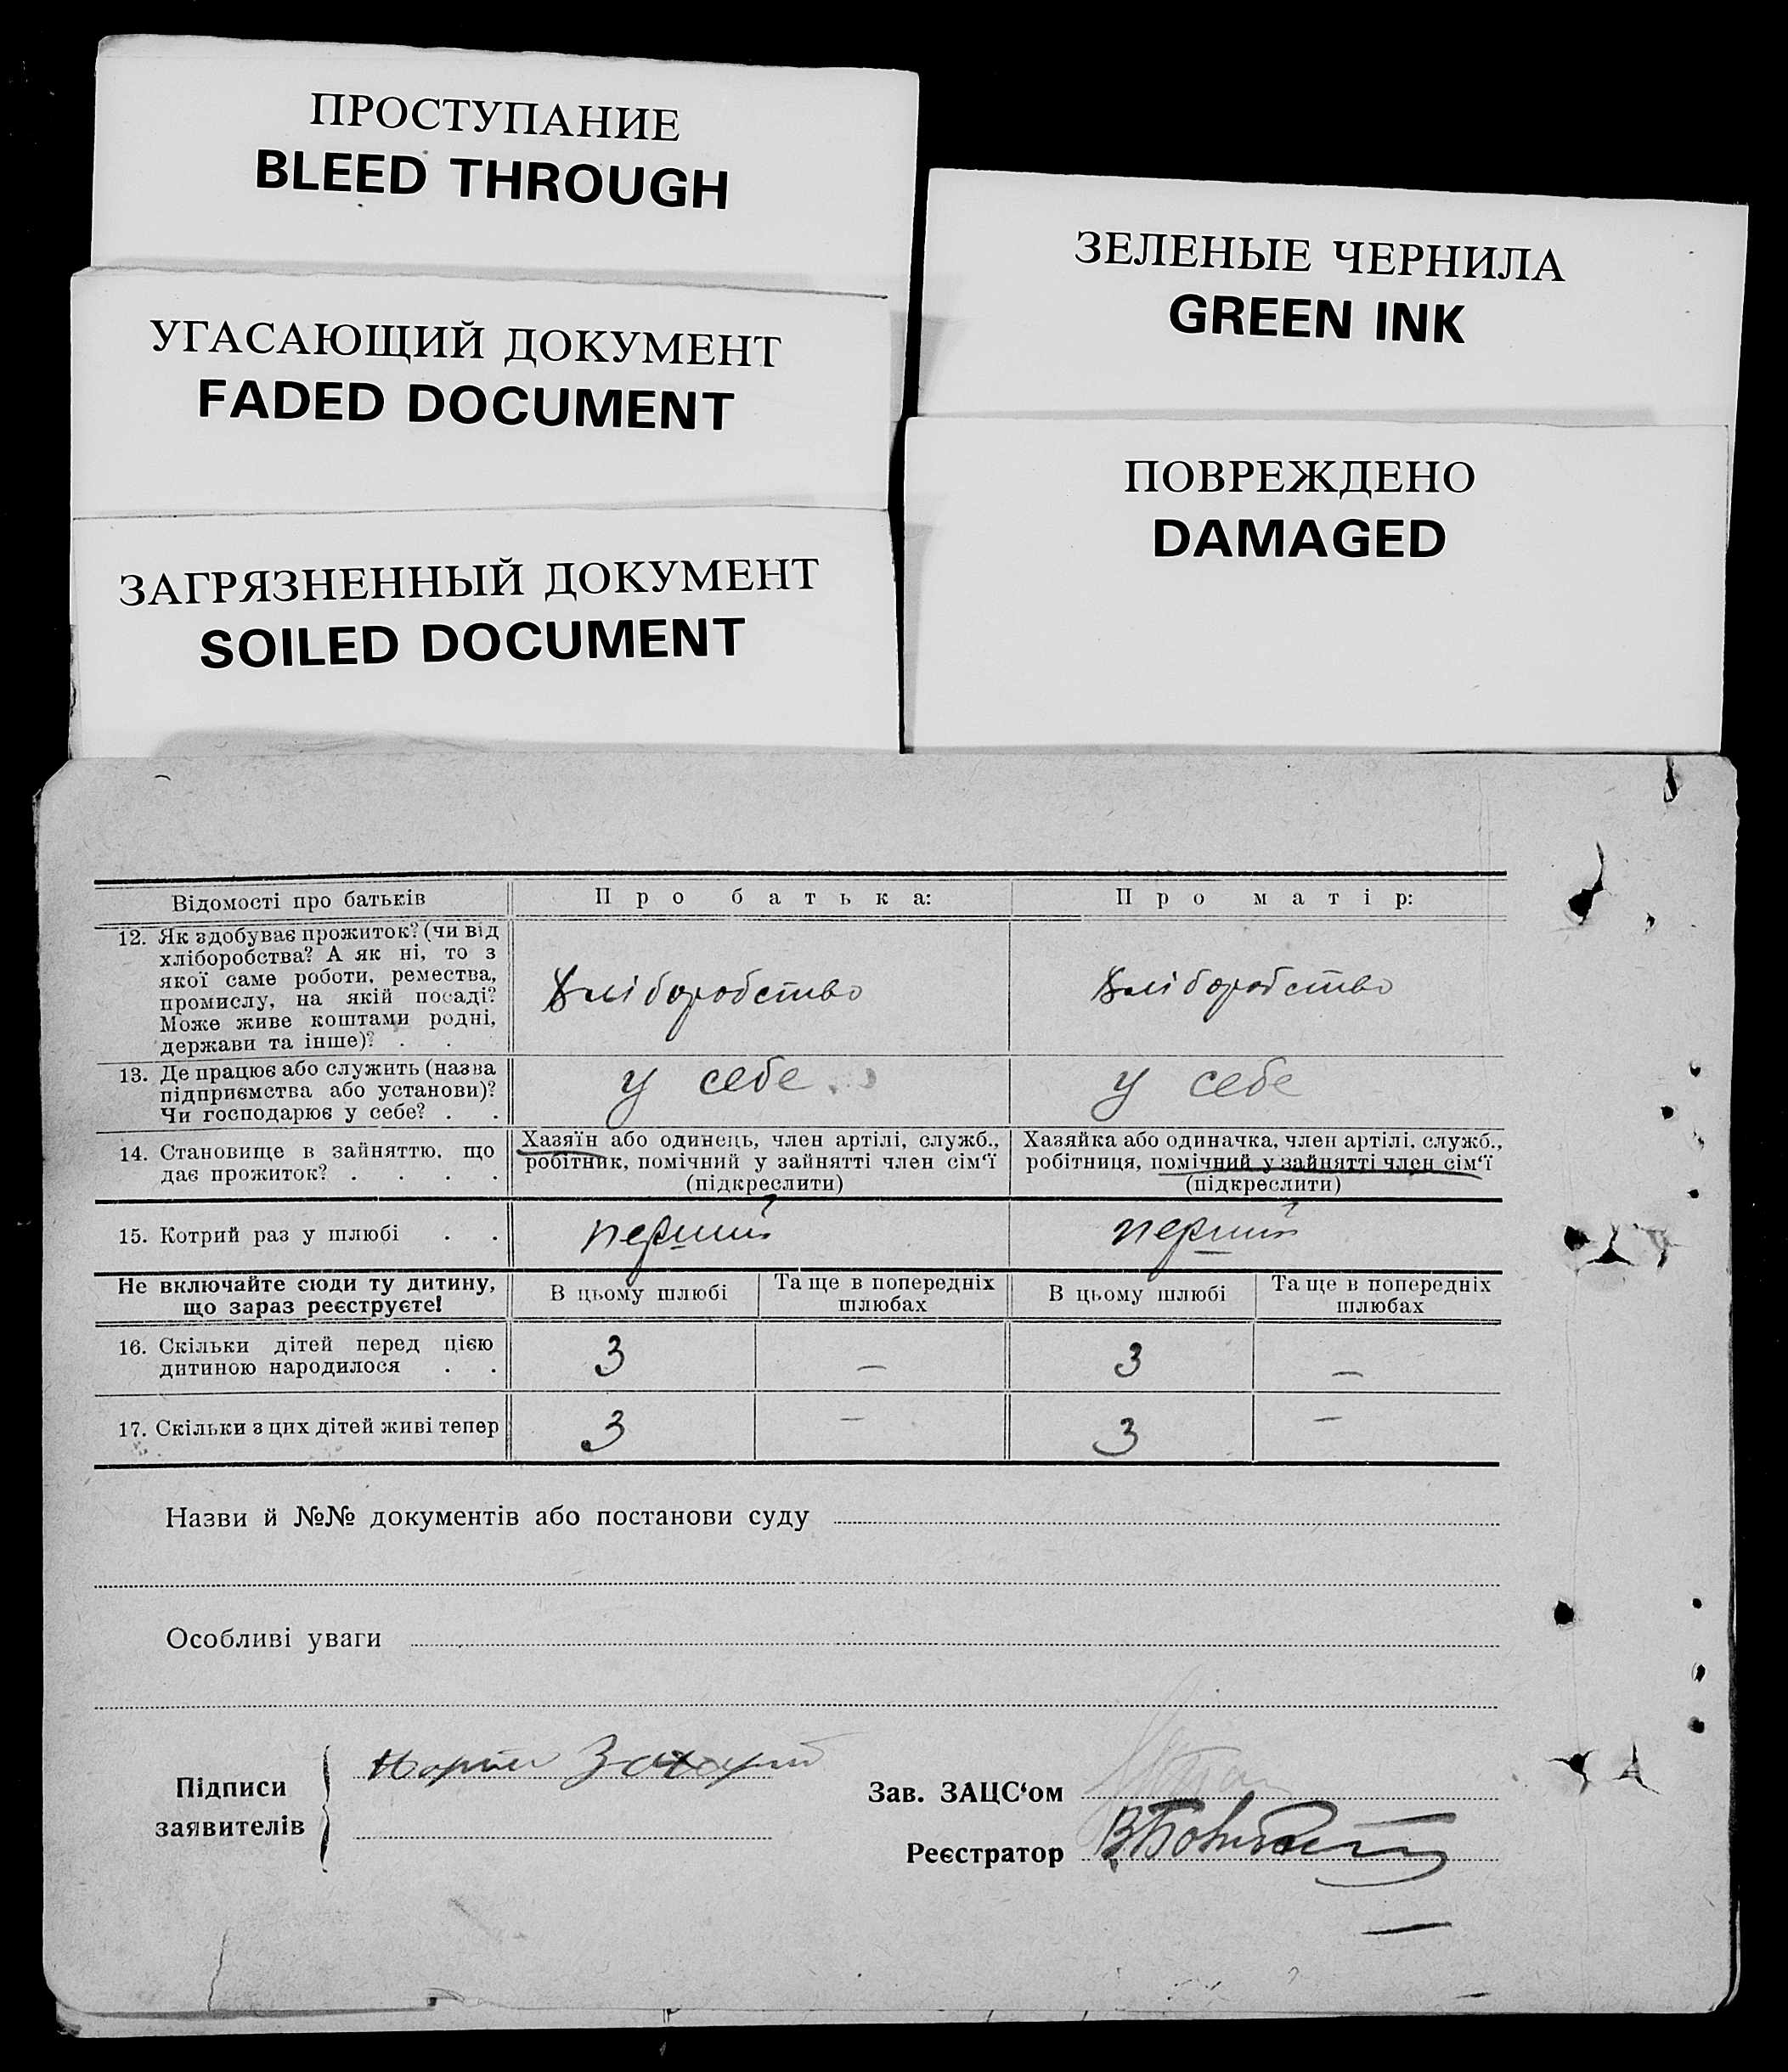 ПРОСТУПАНИЕ
BLEED THROUGH
УГАСАЮЩИЙ ДОКУМЕНТ
FADED DOCUMENT
ЗАГРЯЗНЕННЫЙ ДОКУМЕНТ
SOILED DOCUMENT
ЗЕЛЕНЫЕ ЧЕРНИЛА
GREEN INK
ПОВРЕЖДЕНО
DAMAGED
Відомості про батьків
Про батька:
Про матір:
12. Як здобуває прожиток? (чи від
хліборобства? А як ні, то з
якої саме роботи, ремества,
промислу, на якій посаді?
Може живе коштами родні,
держави та інше)? . .
Хліборобство
Хліборобство
13. Де працює або служить (назва
підприємства або установи)?
Чи господарює у себе? . .
у себе
у себе
14. Становище в зайняттю, що
дає прожиток? . . . .
Хазяїн або одинець, член артілі, служб.,
робітник, помічний у зайнятті член сім‘ї
(підкреслити)
Хазяйка або одиначка, член артілі, служб.,
робітниця, помічний у зайнятті член сім‘ї
(підкреслити)
15. Котрий раз у шлюбі . .
перший
перший
Не включайте сюди ту дитину,
що зараз реєструєте!
В цьому шлюбі
Та ще в попередніх
шлюбах
В цьому шлюбі
Та ще в попередніх
шлюбах
16. Скільки дітей перед цією
дитиною народилося . .
3
—
3
—
17. Скільки з цих дітей живі тепер
3
—
3
—
Назви й №№ документів або постанови суду
Особливі уваги
Підписи
заявителів
Зав. ЗАЦС‘ом
Реєстратор